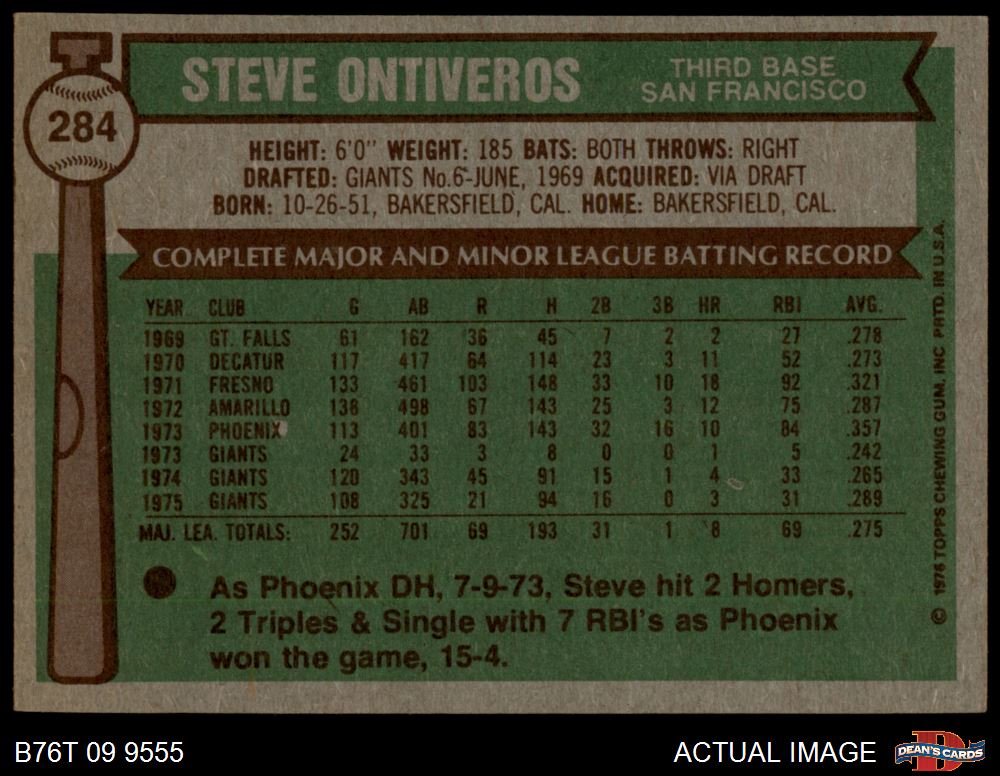 STEVE ONTIVEROS
THIRD BASE
SAN FRANCISCO
284
HEIGHT: 6'0" WEIGHT: 185 BATS: BOTH THROWS: RIGHT
DRAFTED: GIANTS No.6-JUNE, 1969 ACQUIRED: VIA DRAFT
BORN: 10-26-51, BAKERSFIELD, CAL. HOME: BAKERSFIELD, CAL.
COMPLETE MAJOR AND MINOR LEAGUE BATTING RECORD
YEAR CLUB G AB R H 2B 3B HR RBI AVG.
1969 GT. FALLS 61 162 36 45 7 2 2 27 .278
1970 DECATUR 117 417 64 114 23 3 11 52 .273
1971 FRESNO 133 461 103 148 33 10 18 92 .321
1972 AMARILLO 138 498 67 143 25 3 12 75 .287
1973 PHOENIX 113 401 83 143 32 16 10 84 .357
1973 GIANTS 24 33 3 8 0 0 1 5 .242
1974 GIANTS 120 343 45 91 15 1 4 33 .265
1975 GIANTS 108 325 21 94 16 0 3 31 .289
MAJ. LEA. TOTALS: 252 701 69 193 31 1 8 69 .275
As Phoenix DH, 7-9-73, Steve hit 2 Homers,
2 Triples & Single with 7 RBI's as Phoenix
won the game, 15-4.
© 1976 TOPPS CHEWING GUM, INC PRTD. IN U.S.A.
B76T 09 9555
ACTUAL IMAGE
DEAN'S CARDS